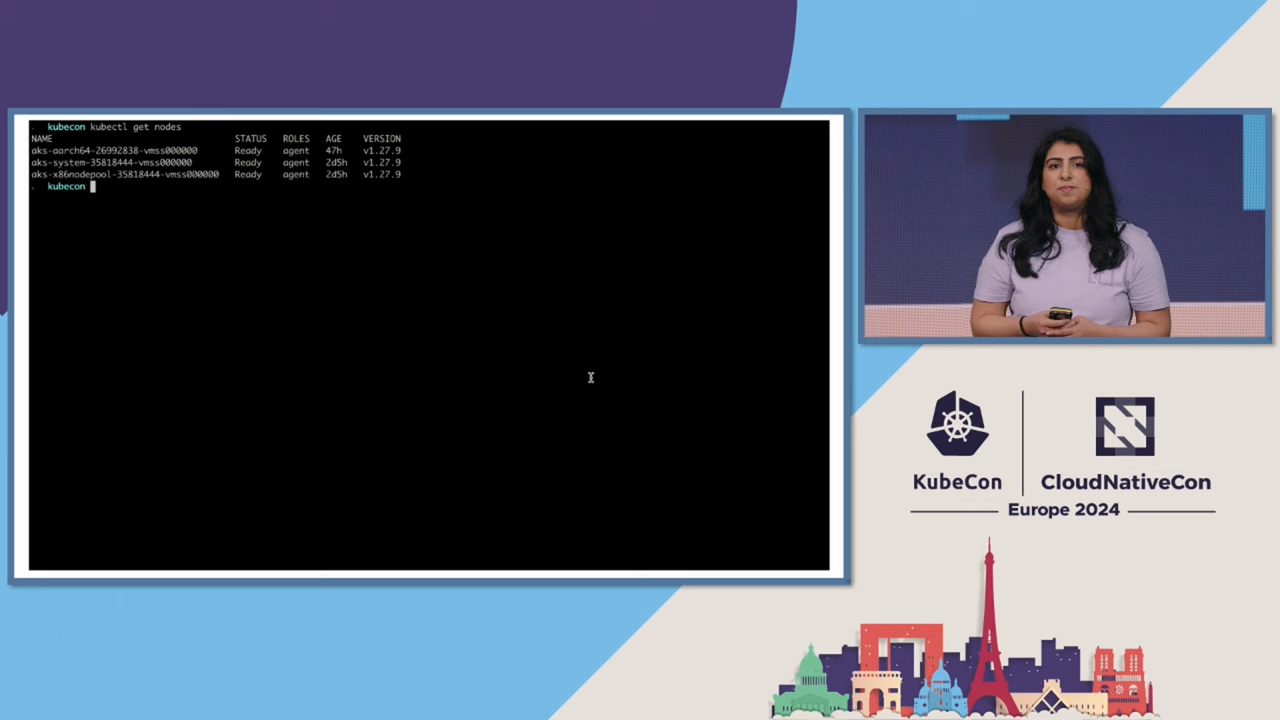 kubecon kubectl get nodes
NAME STATUS ROLES AGE VERSION
aks-aarch64-26992838-vmss000000 Ready agent 47h v1.27.9
aks-system-35818444-vmss000000 Ready agent 2d5h v1.27.9
aks-x86nodepool-35818444-vmss000000 Ready agent 2d5h v1.27.9
kubecon
KubeCon
CloudNativeCon
Europe 2024